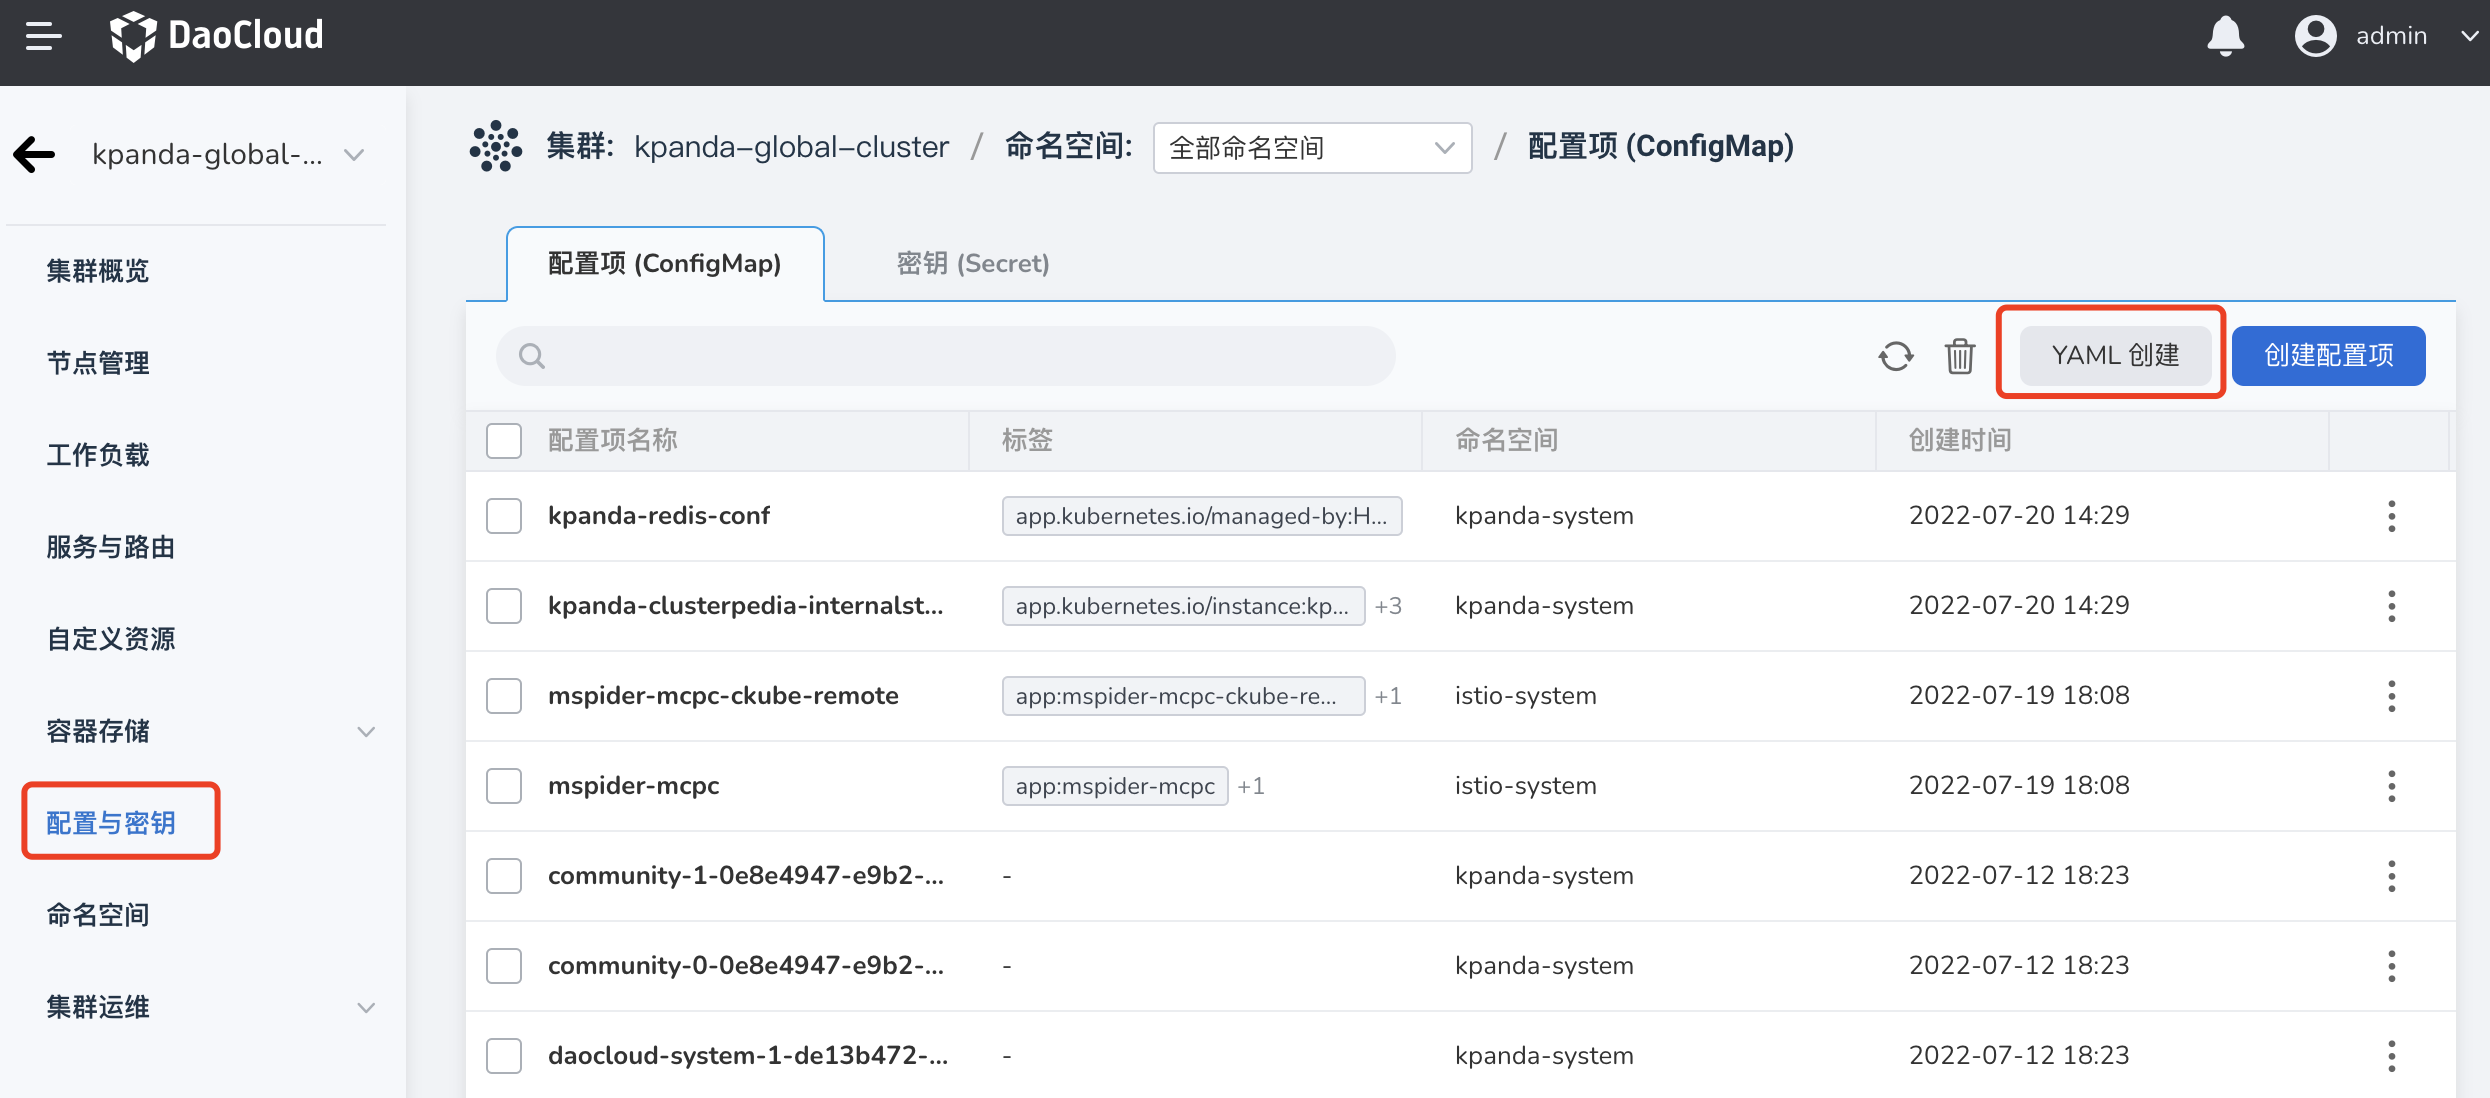 DaoCloud
admin
kpanda-global-...
集群概览
节点管理
工作负载
服务与路由
自定义资源
容器存储
配置与密钥
命名空间
集群运维
集群: kpanda-global-cluster / 命名空间: 全部命名空间 / 配置项 (ConfigMap)
配置项 (ConfigMap) 密钥 (Secret)
YAML 创建 创建配置项
配置项名称 标签 命名空间 创建时间
kpanda-redis-conf app.kubernetes.io/managed-by:H... kpanda-system 2022-07-20 14:29
kpanda-clusterpedia-internalst... app.kubernetes.io/instance:kp... +3 kpanda-system 2022-07-20 14:29
mspider-mcpc-ckube-remote app:mspider-mcpc-ckube-re... +1 istio-system 2022-07-19 18:08
mspider-mcpc app:mspider-mcpc +1 istio-system 2022-07-19 18:08
community-1-0e8e4947-e9b2-... - kpanda-system 2022-07-12 18:23
community-0-0e8e4947-e9b2-... - kpanda-system 2022-07-12 18:23
daocloud-system-1-de13b472-... - kpanda-system 2022-07-12 18:23